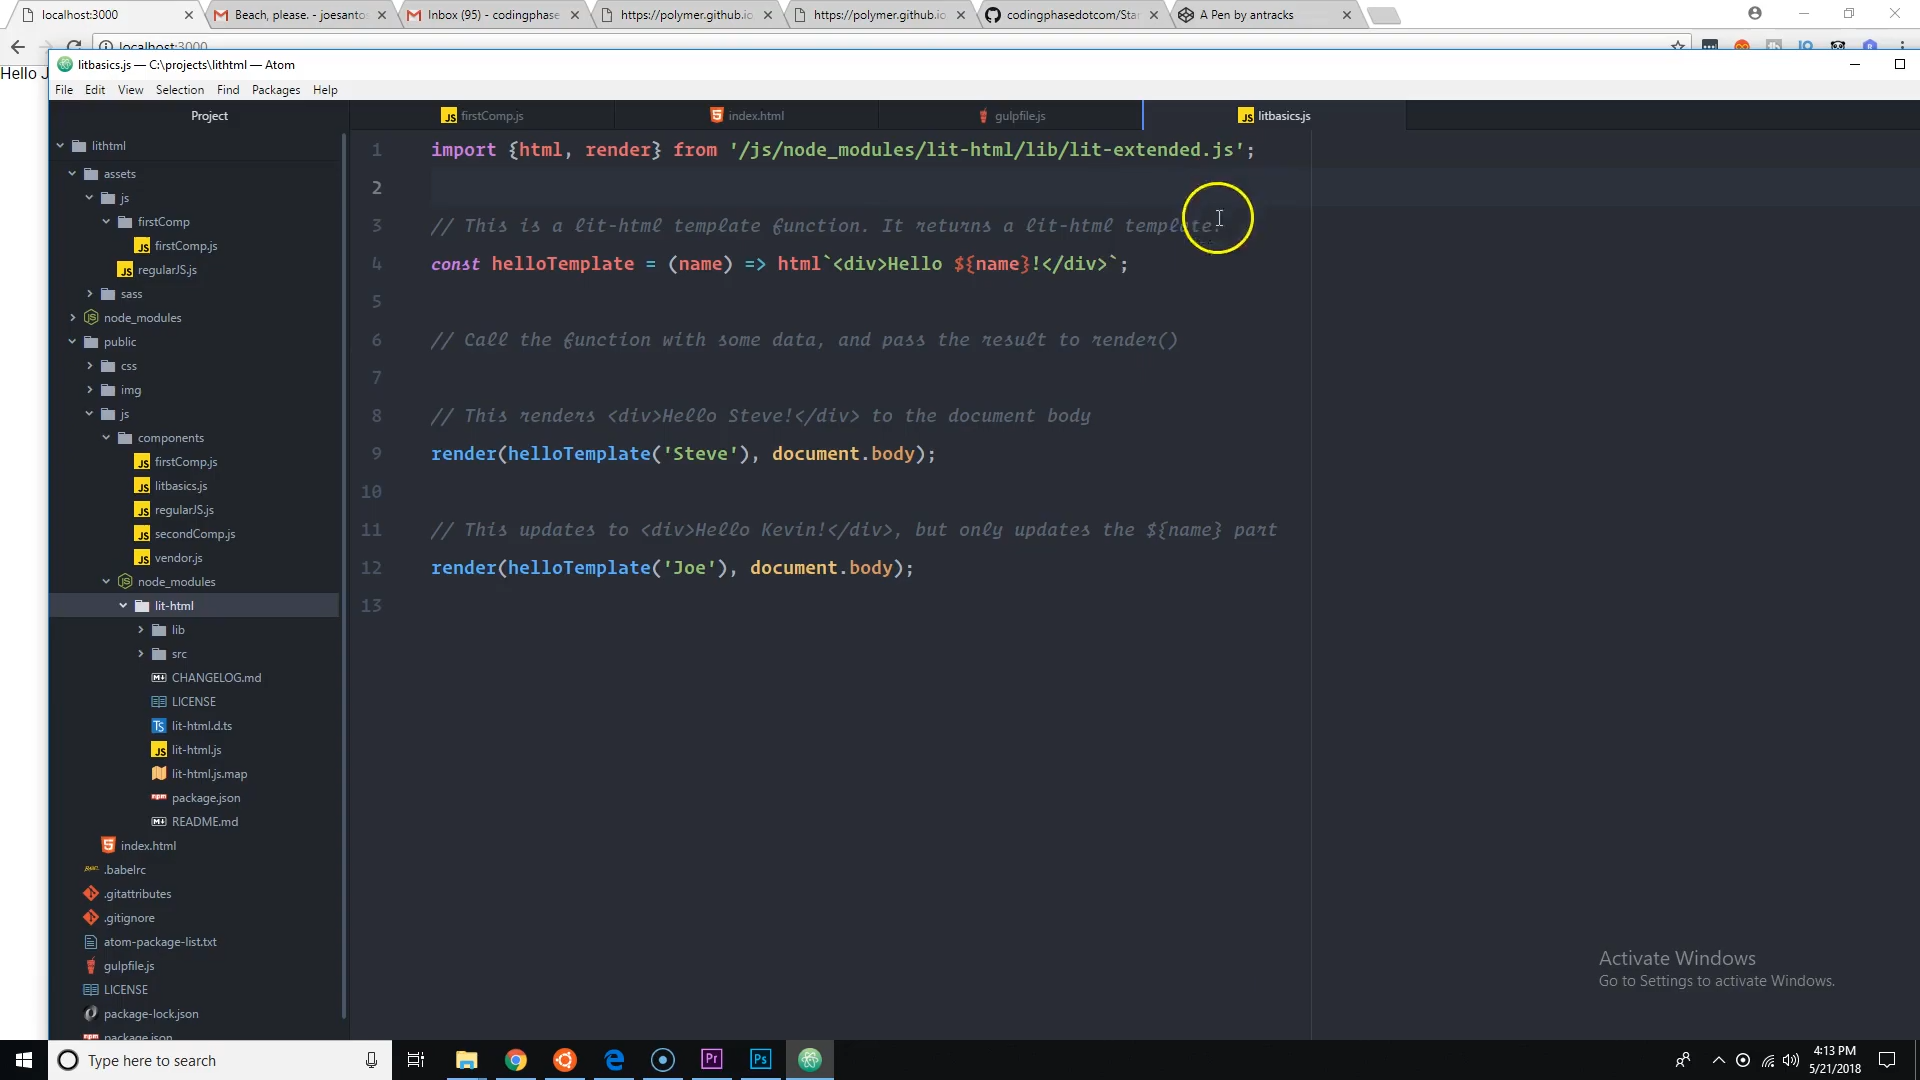 localhost:3000
Beach, please. - joesanto
Inbox (95) - codingphase
https://polymer.github.io
https://polymer.github.io
codingphasedotcom/Star
A Pen by antracks
localhost:3000
Hello J
litbasics.js — C:\projects\lithtml — Atom
File Edit View Selection Find Packages Help
Project
firstComp.js
index.html
gulpfile.js
litbasics.js
lithtml
assets
js
firstComp
firstComp.js
regularJS.js
sass
node_modules
public
css
img
js
components
firstComp.js
litbasics.js
regularJS.js
secondComp.js
vendor.js
node_modules
lit-html
lib
src
CHANGELOG.md
LICENSE
lit-html.d.ts
lit-html.js
lit-html.js.map
package.json
README.md
index.html
.babelrc
.gitattributes
.gitignore
atom-package-list.txt
gulpfile.js
LICENSE
package-lock.json
package.json
1 import {html, render} from '/js/node_modules/lit-html/lib/lit-extended.js';
2
3 // This is a lit-html template function. It returns a lit-html template.
4 const helloTemplate = (name) => html`<div>Hello ${name}!</div>`;
5
6 // Call the function with some data, and pass the result to render()
7
8 // This renders <div>Hello Steve!</div> to the document body
9 render(helloTemplate('Steve'), document.body);
10
11 // This updates to <div>Hello Kevin!</div>, but only updates the ${name} part
12 render(helloTemplate('Joe'), document.body);
13
Activate Windows
Go to Settings to activate Windows.
Type here to search
Pr
Ps
4:13 PM
5/21/2018